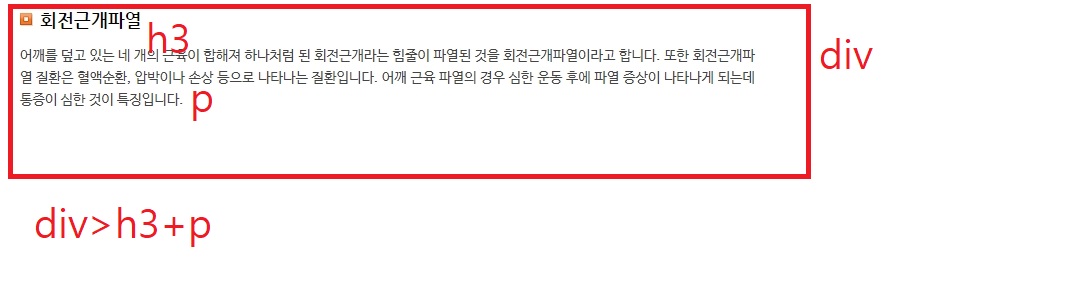 회전근개파열
h3
어깨를 덮고 있는 네 개의 근육이 합해져 하나처럼 된 회전근개라는 힘줄이 파열된 것을 회전근개파열이라고 합니다. 또한 회전근개파
열 질환은 혈액순환, 압박이나 손상 등으로 나타나는 질환입니다. 어깨 근육 파열의 경우 심한 운동 후에 파열 증상이 나타나게 되는데
통증이 심한 것이 특징입니다.
p
div
div>h3+p